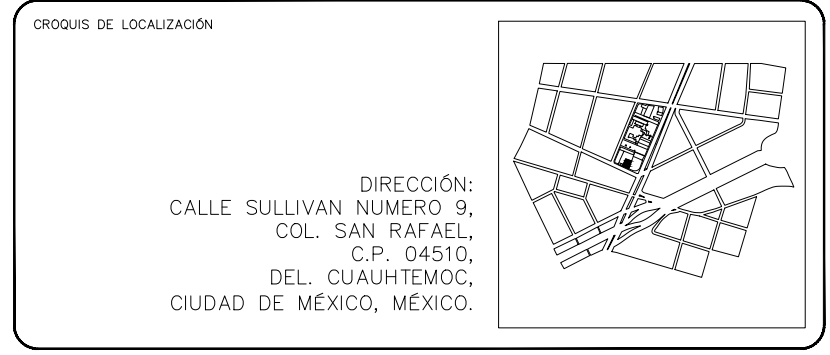 CROQUIS DE LOCALIZACIÓN
DIRECCIÓN:
CALLE SULLIVAN NUMERO 9,
COL. SAN RAFAEL,
C.P. 04510,
DEL. CUAUHTEMOC,
CIUDAD DE MÉXICO, MÉXICO.